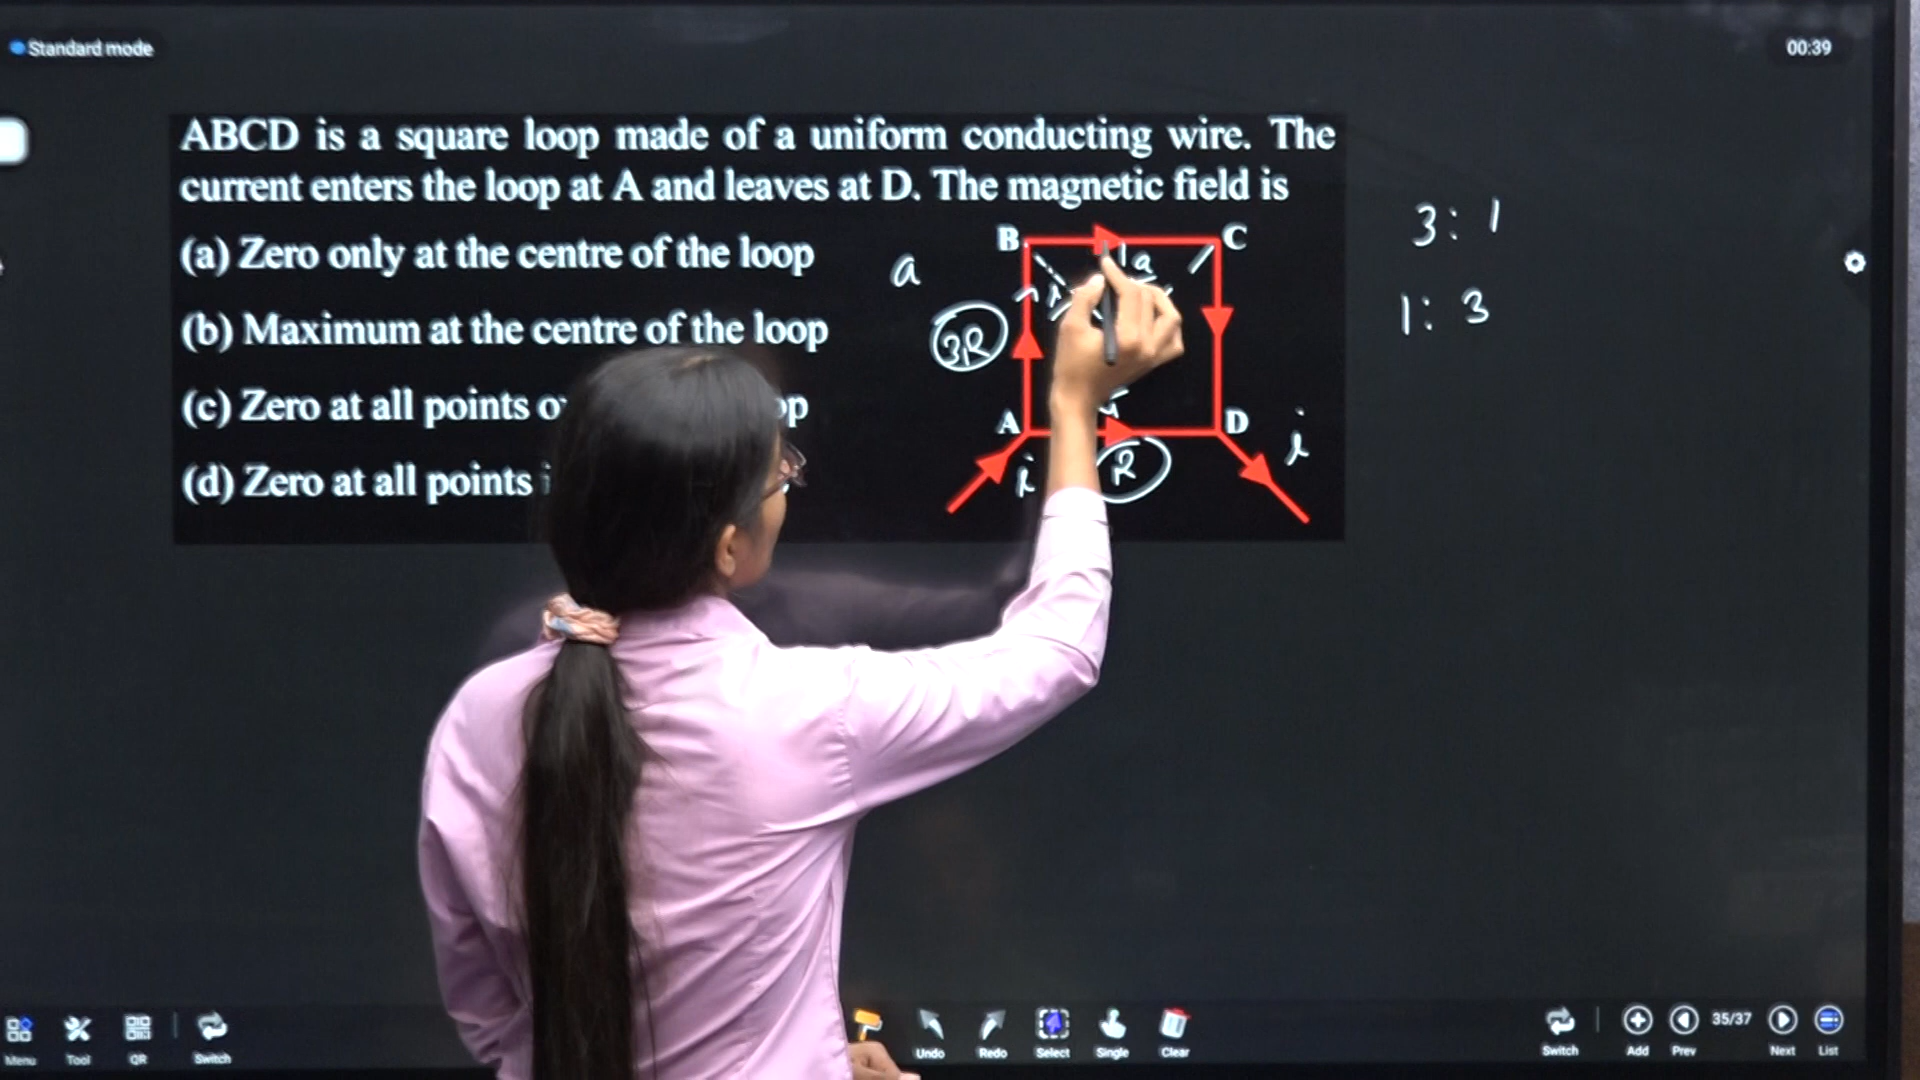 Standard mode
00:39
ABCD is a square loop made of a uniform conducting wire. The
current enters the loop at A and leaves at D. The magnetic field is
(a) Zero only at the centre of the loop
(b) Maximum at the centre of the loop
(c) Zero at all points
(d) Zero at all points
B
C
A
D
a
3R
a
R
i
i
3 : 1
1 : 3
Menu
Tool
QR
Switch
Undo
Redo
Select
Single
Clear
Switch
Add
Prev
35/37
Next
List